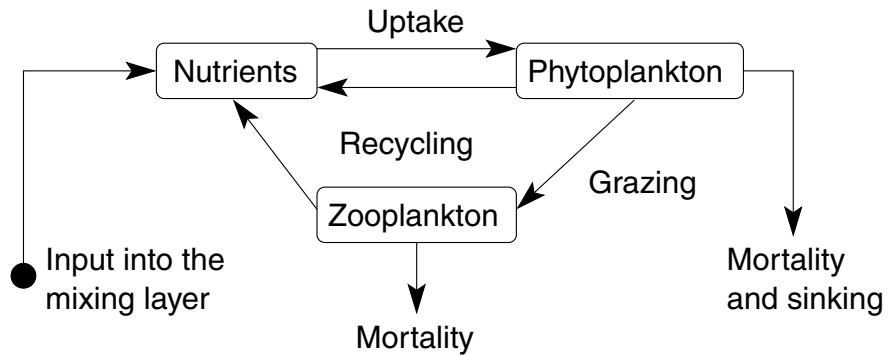 Uptake
Nutrients
Phytoplankton
Recycling
Grazing
Zooplankton
Input into the
mixing layer
Mortality
and sinking
Mortality